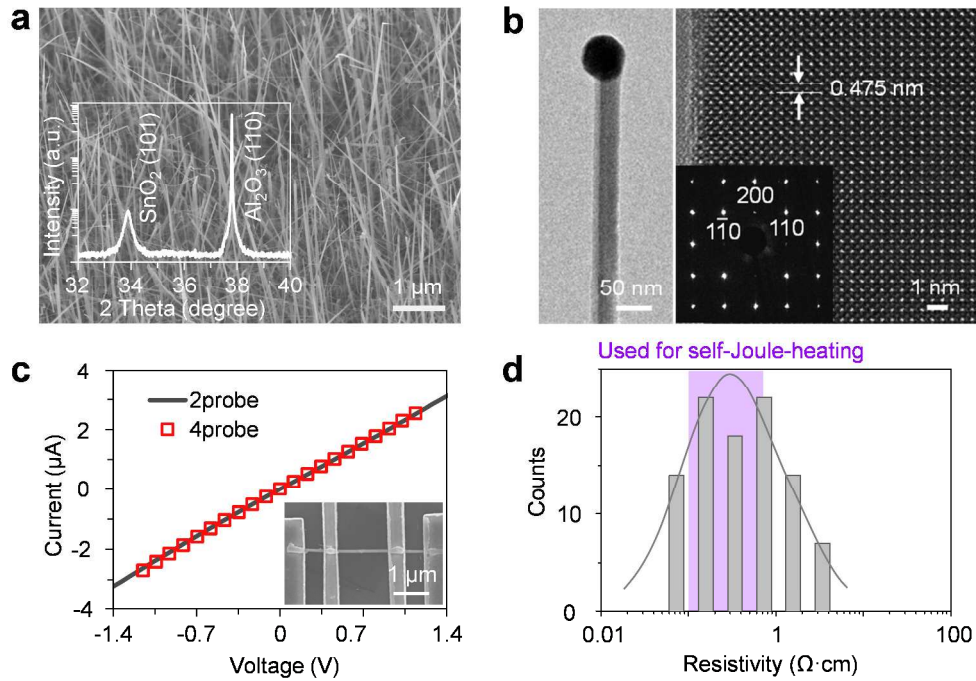 a
Intensity (a.u.)
SnO₂ (101)
Al₂O₃ (110)
32 34 36 38 40
2 Theta (degree)
1 μm
b
50 nm
0.475 nm
200
11̅0 110
1 nm
c
4
2
0
-2
-4
Current (μA)
2probe
4probe
1 μm
-1.4 -0.7 0 0.7 1.4
Voltage (V)
Used for self-Joule-heating
d
20
10
0
Counts
0.01 1 100
Resistivity (Ω·cm)